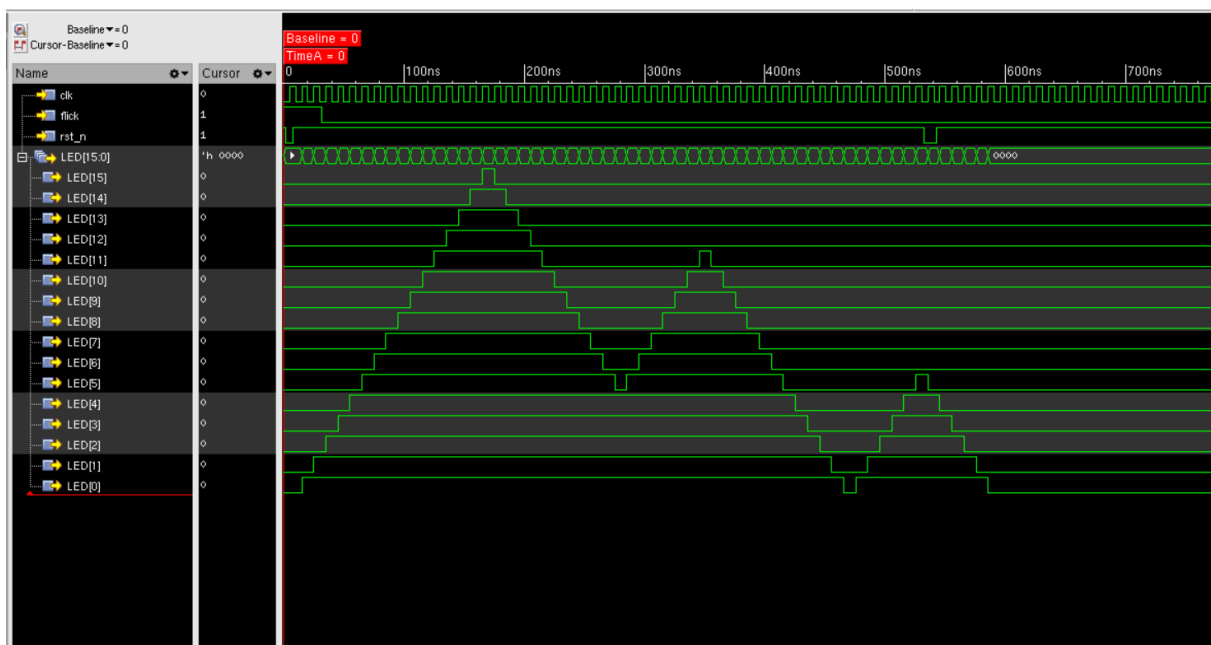 Baseline ▼= 0
Cursor-Baseline ▼= 0
Baseline = 0
TimeA = 0
Name Cursor 0 100ns 200ns 300ns 400ns 500ns 600ns 700ns
clk 0
flick 1
rst_n 1
LED[15:0] 'h 0000 0000
LED[15] 0
LED[14] 0
LED[13] 0
LED[12] 0
LED[11] 0
LED[10] 0
LED[9] 0
LED[8] 0
LED[7] 0
LED[6] 0
LED[5] 0
LED[4] 0
LED[3] 0
LED[2] 0
LED[1] 0
LED[0] 0